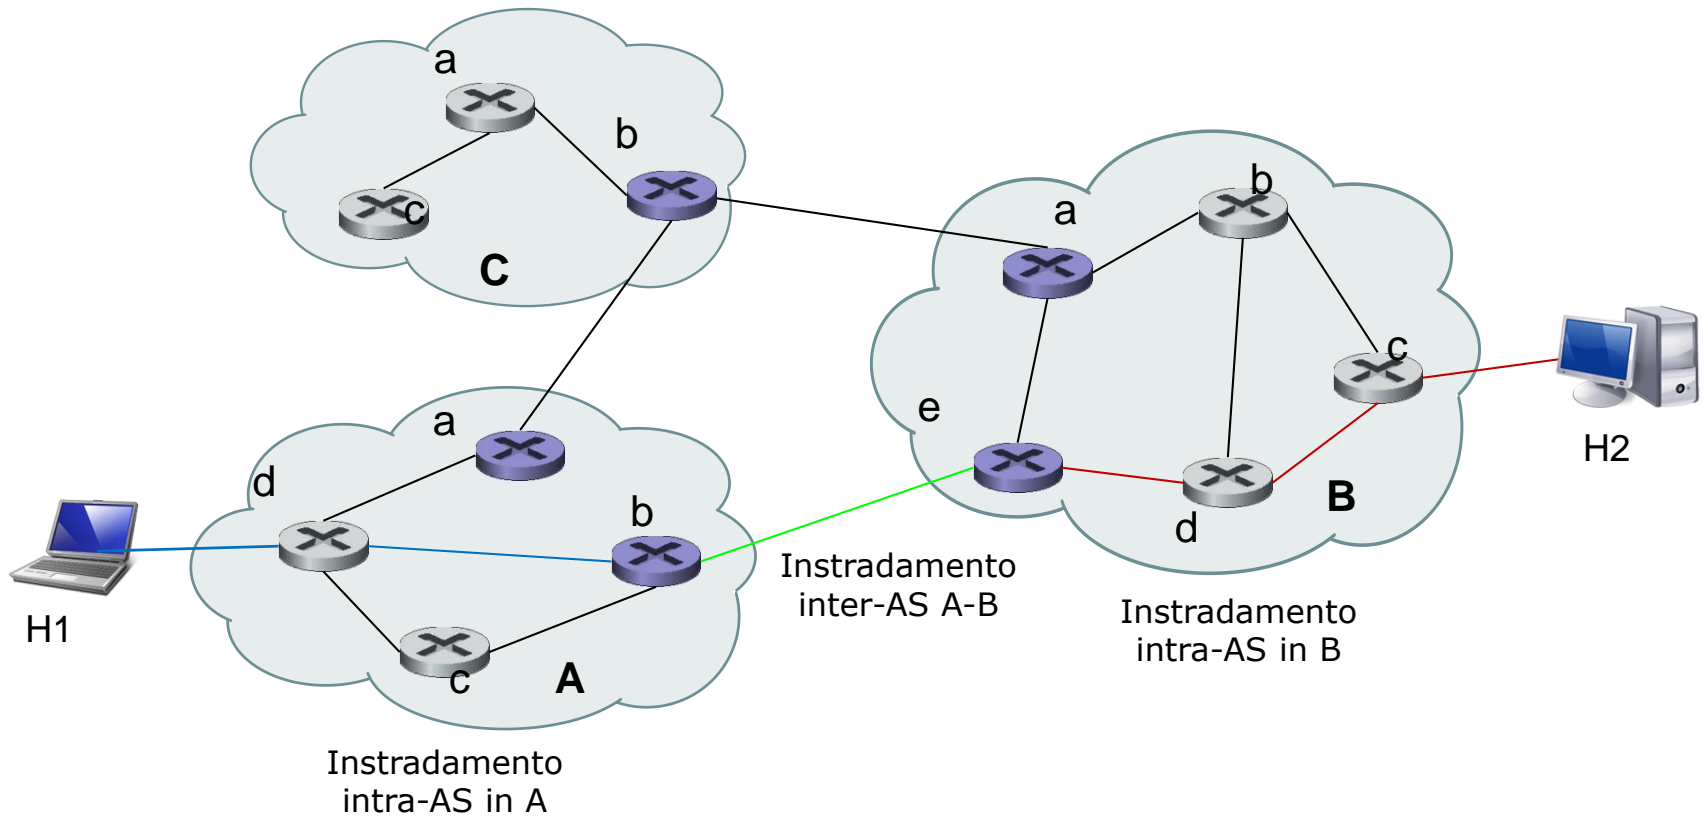 a
b
c
C
a
b
c
e
d
B
H2
a
d
b
c
A
H1
Instradamento
inter-AS A-B
Instradamento
intra-AS in B
Instradamento
intra-AS in A